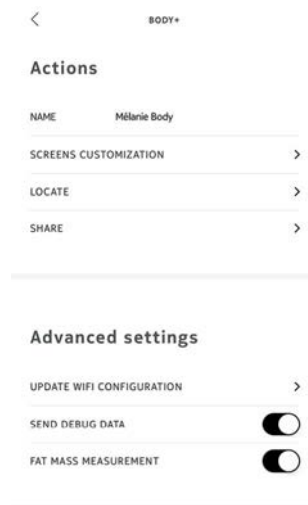 BODY+
Actions
NAME Mélanie Body
SCREENS CUSTOMIZATION
LOCATE
SHARE
Advanced settings
UPDATE WIFI CONFIGURATION
SEND DEBUG DATA
FAT MASS MEASUREMENT